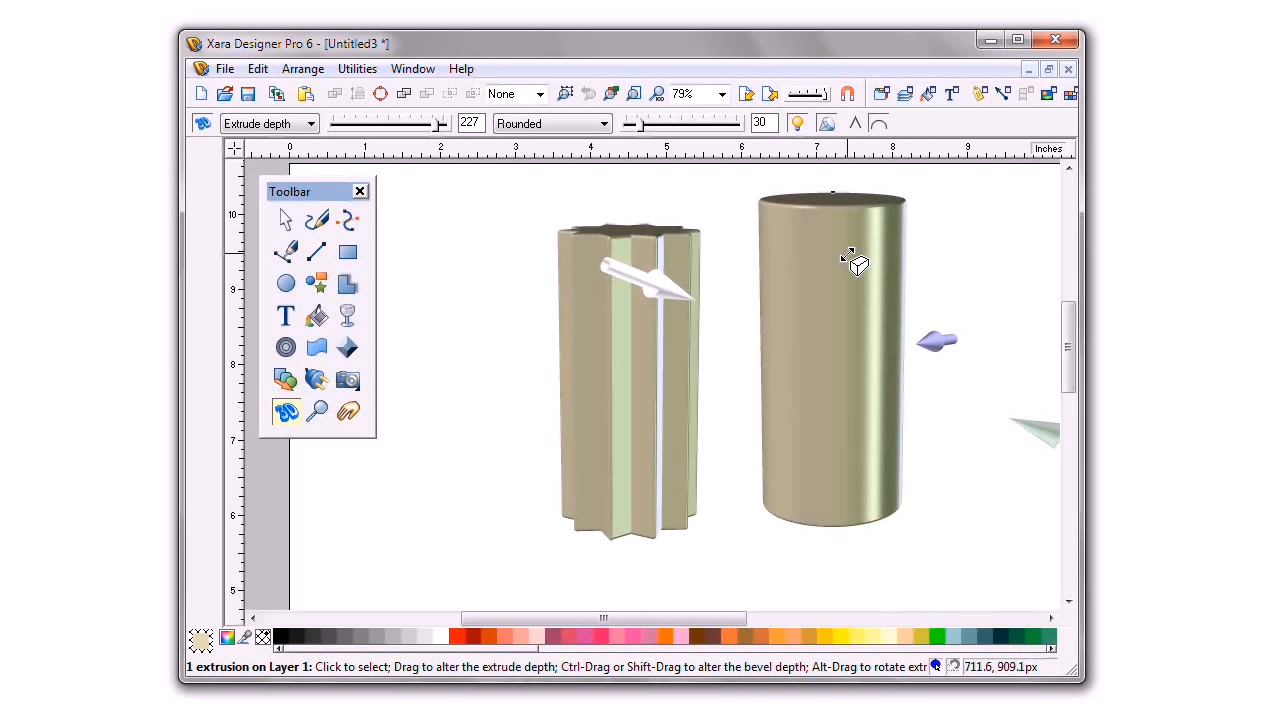 Xara Designer Pro 6 - [Untitled3 *]
File Edit Arrange Utilities Window Help
None 79%
Extrude depth 227 Rounded 30
0 1 2 3 4 5 6 7 8 9 Inches
Toolbar
10
9
8
7
6
5
T
3D
1 extrusion on Layer 1: Click to select; Drag to alter the extrude depth; Ctrl-Drag or Shift-Drag to alter the bevel depth; Alt-Drag to rotate extr 711.6, 909.1px